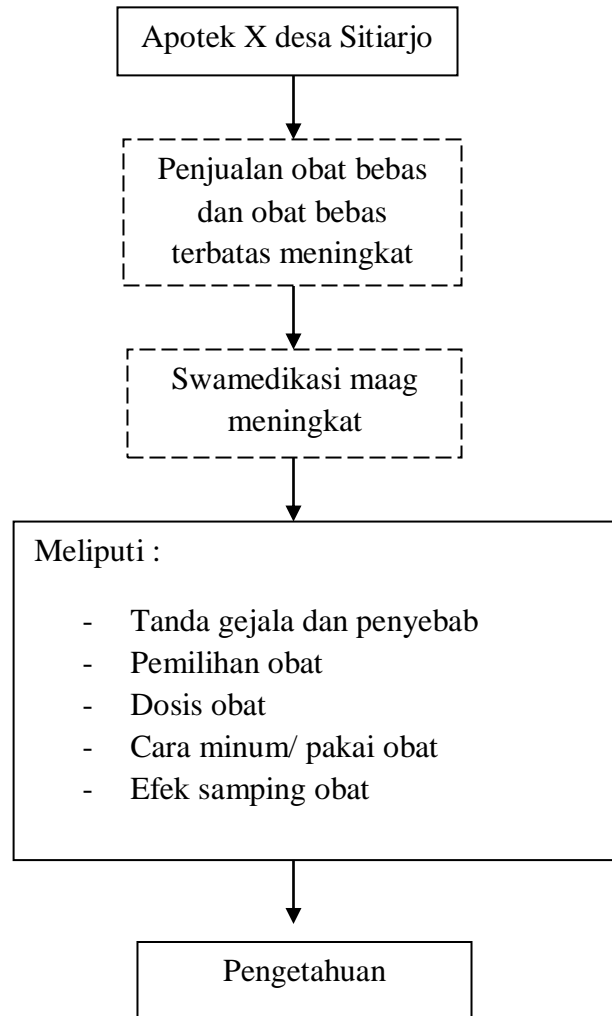 Apotek X desa Sitiarjo
Penjualan obat bebas
dan obat bebas
terbatas meningkat
Swamedikasi maag
meningkat
Meliputi :
- Tanda gejala dan penyebab
- Pemilihan obat
- Dosis obat
- Cara minum/ pakai obat
- Efek samping obat
Pengetahuan